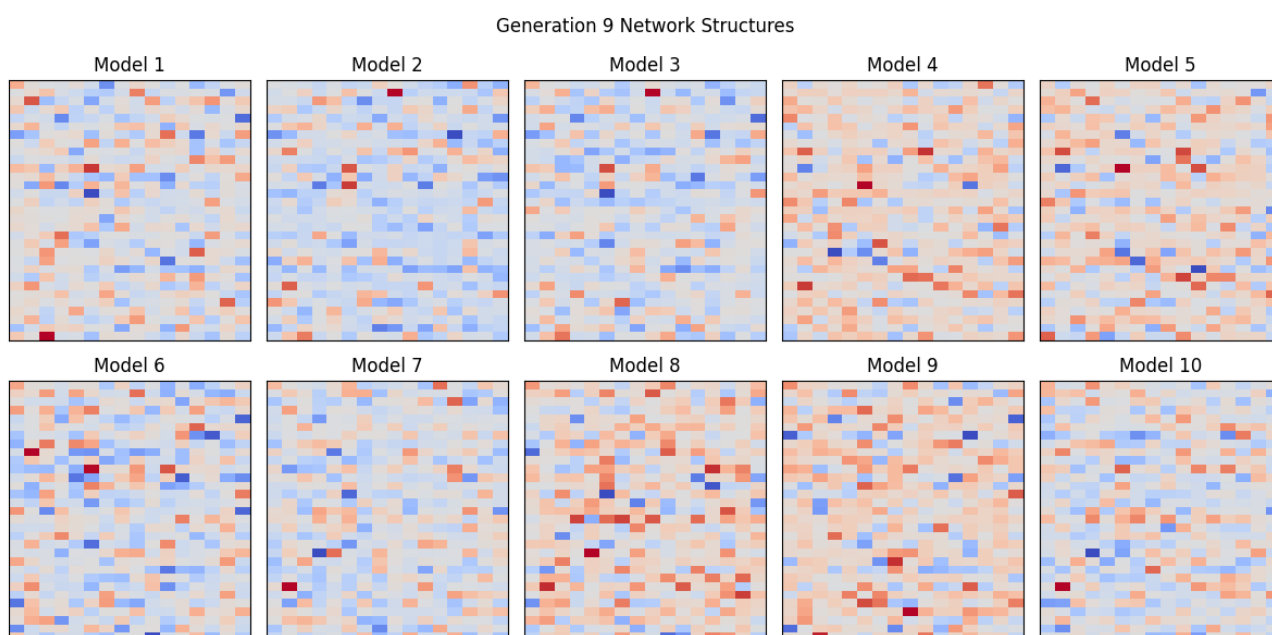 Generation 9 Network Structures
Model 1
Model 2
Model 3
Model 4
Model 5
Model 6
Model 7
Model 8
Model 9
Model 10